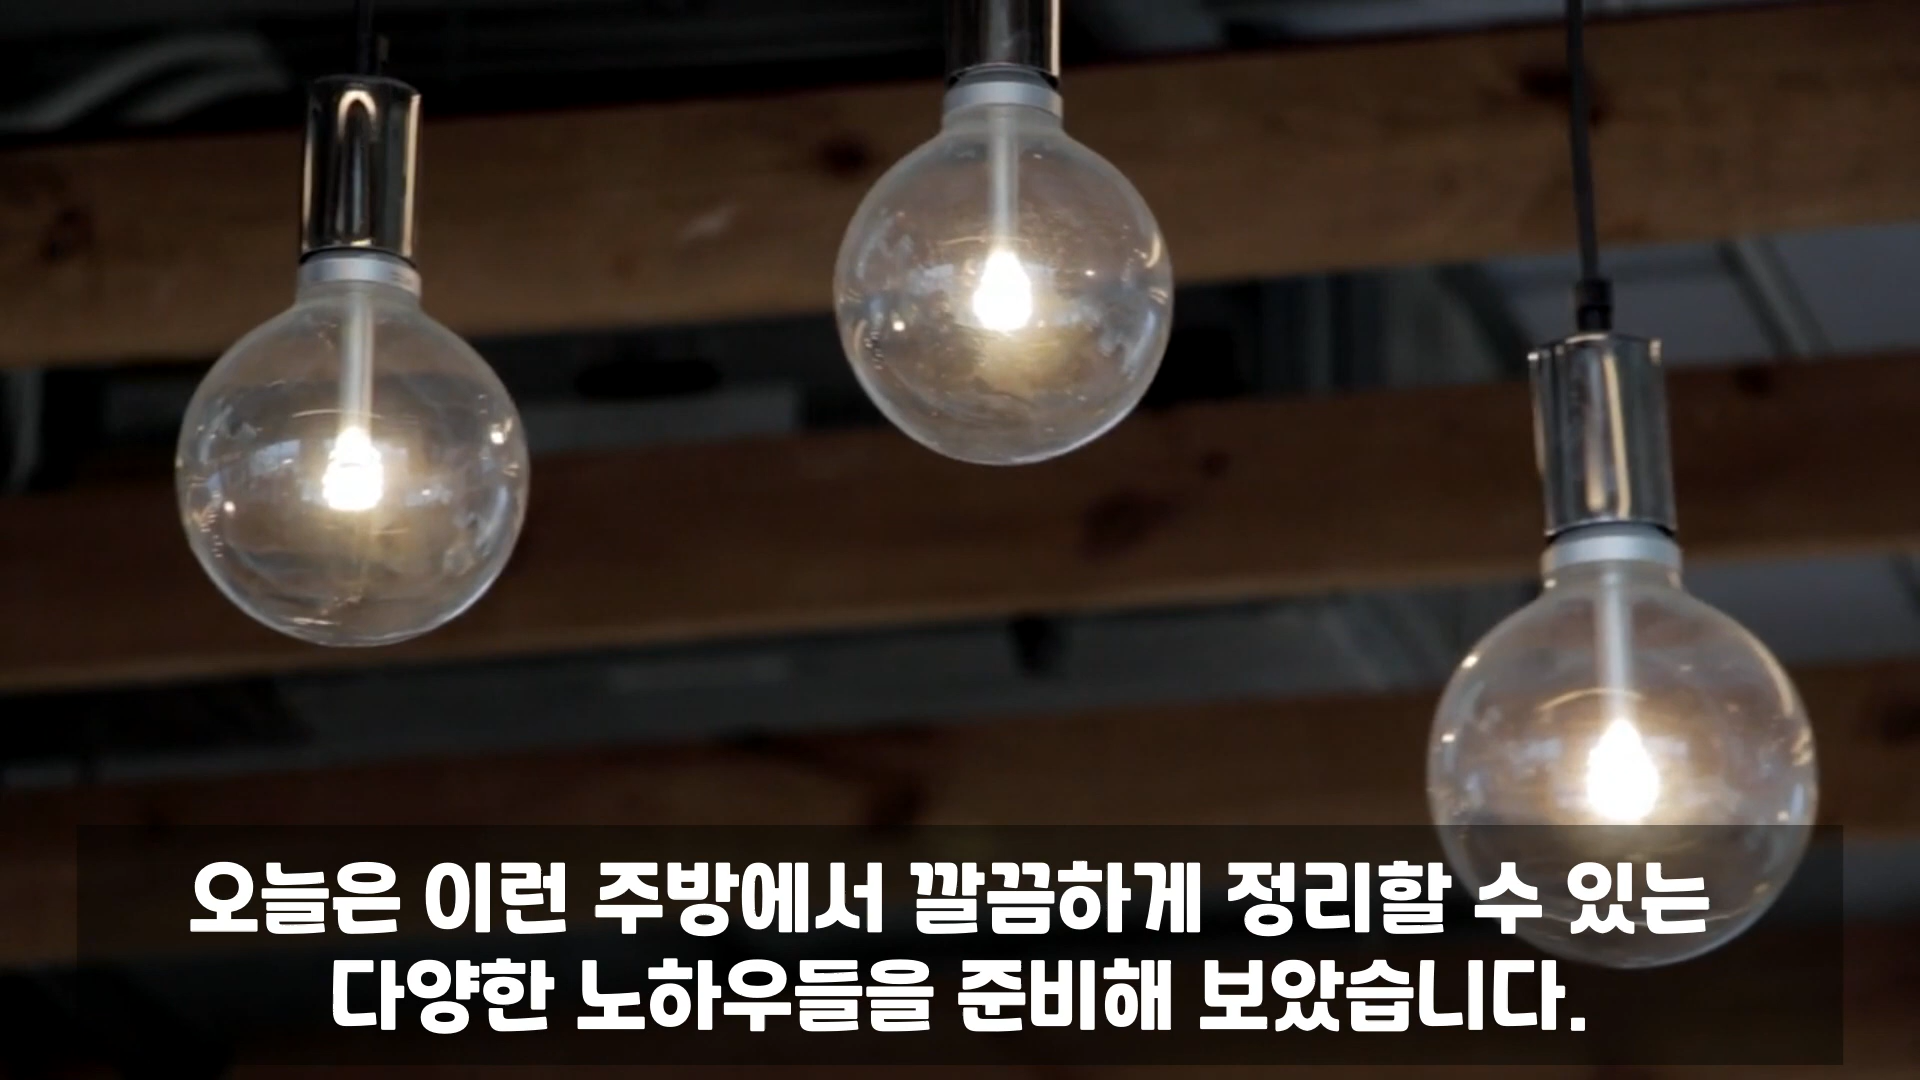 오늘은 이런 주방에서 깔끔하게 정리할 수 있는
다양한 노하우들을 준비해 보았습니다.